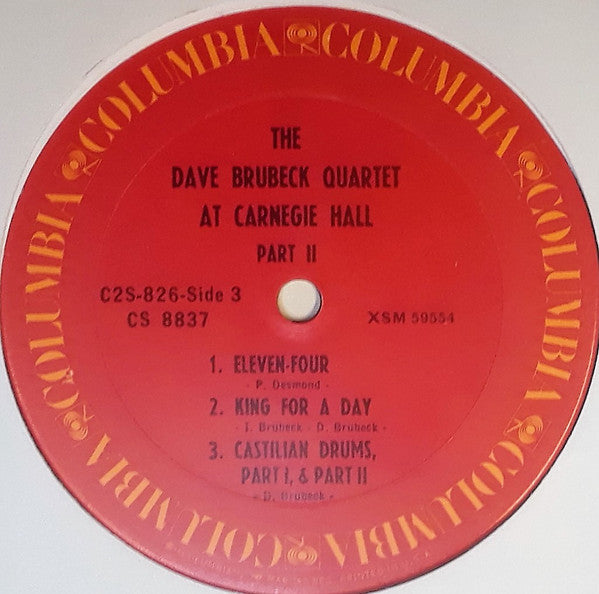 COLUMBIA COLUMBIA COLUMBIA COLUMBIA COLUMBIA COLUMBIA
THE
DAVE BRUBECK QUARTET
AT CARNEGIE HALL
PART II
C2S-826-Side 3
CS 8837
XSM 59554
1. ELEVEN-FOUR
- P. Desmond -
2. KING FOR A DAY
- I. Brubeck - D. Brubeck -
3. CASTILIAN DRUMS,
PART I, & PART II
- D. Brubeck -